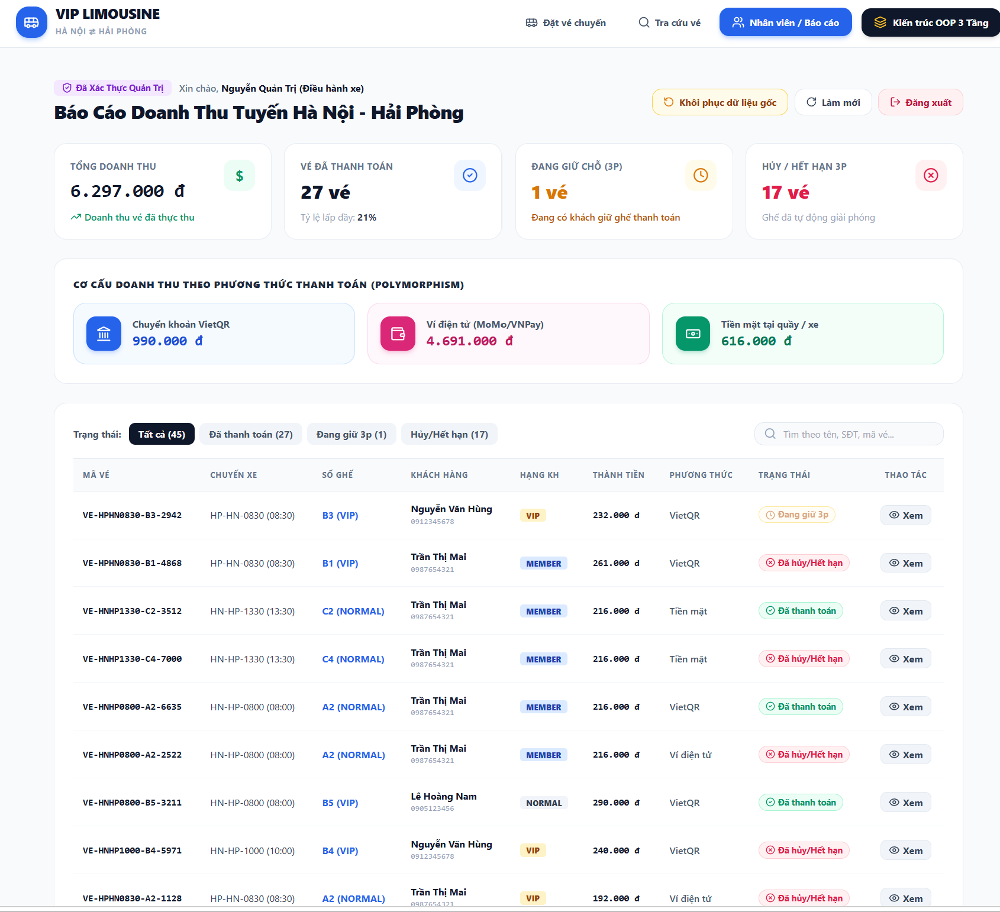 VIP LIMOUSINE
HÀ NỘI ⇄ HẢI PHÒNG
Đặt vé chuyến
Tra cứu vé
Nhân viên / Báo cáo
Kiến trúc OOP 3 Tầng
Đã Xác Thực Quản Trị
Xin chào, Nguyễn Quản Trị (Điều hành xe)
Báo Cáo Doanh Thu Tuyến Hà Nội - Hải Phòng
Khôi phục dữ liệu gốc
Làm mới
Đăng xuất
TỔNG DOANH THU
6.297.000 đ
Doanh thu vé đã thực thu
VÉ ĐÃ THANH TOÁN
27 vé
Tỷ lệ lấp đầy: 21%
ĐANG GIỮ CHỖ (3P)
1 vé
Đang có khách giữ ghế thanh toán
HỦY / HẾT HẠN 3P
17 vé
Ghế đã tự động giải phóng
CƠ CẤU DOANH THU THEO PHƯƠNG THỨC THANH TOÁN (POLYMORPHISM)
Chuyển khoản VietQR
990.000 đ
Ví điện tử (MoMo/VNPay)
4.691.000 đ
Tiền mặt tại quầy / xe
616.000 đ
Trạng thái: Tất cả (45) Đã thanh toán (27) Đang giữ 3p (1) Hủy/Hết hạn (17)
Tìm theo tên, SĐT, mã vé...
MÃ VÉ CHUYẾN XE SỐ GHẾ KHÁCH HÀNG HẠNG KH THÀNH TIỀN PHƯƠNG THỨC TRẠNG THÁI THAO TÁC
VE-HPHN0830-B3-2942 HP-HN-0830 (08:30) B3 (VIP) Nguyễn Văn Hùng VIP 232.000 đ VietQR Đang giữ 3p Xem
0912345678
VE-HPHN0830-B1-4868 HP-HN-0830 (08:30) B1 (VIP) Trần Thị Mai MEMBER 261.000 đ VietQR Đã hủy/Hết hạn Xem
0987654321
VE-HNHP1330-C2-3512 HN-HP-1330 (13:30) C2 (NORMAL) Trần Thị Mai MEMBER 216.000 đ Tiền mặt Đã thanh toán Xem
0987654321
VE-HNHP1330-C4-7000 HN-HP-1330 (13:30) C4 (NORMAL) Trần Thị Mai MEMBER 216.000 đ Tiền mặt Đã hủy/Hết hạn Xem
0987654321
VE-HNHP0800-A2-6635 HN-HP-0800 (08:00) A2 (NORMAL) Trần Thị Mai MEMBER 216.000 đ VietQR Đã thanh toán Xem
0987654321
VE-HNHP0800-A2-2522 HN-HP-0800 (08:00) A2 (NORMAL) Trần Thị Mai MEMBER 216.000 đ Ví điện tử Đã hủy/Hết hạn Xem
0987654321
VE-HNHP0800-B5-3211 HN-HP-0800 (08:00) B5 (VIP) Lê Hoàng Nam NORMAL 290.000 đ VietQR Đã thanh toán Xem
0905123456
VE-HNHP1000-B4-5971 HN-HP-1000 (10:00) B4 (VIP) Nguyễn Văn Hùng VIP 240.000 đ VietQR Đã hủy/Hết hạn Xem
0912345678
VE-HPHN0830-A2-1128 HP-HN-0830 (08:30) A2 (NORMAL) Trần Thị Mai VIP 192.000 đ Ví điện tử Đã hủy/Hết hạn Xem
0987654321